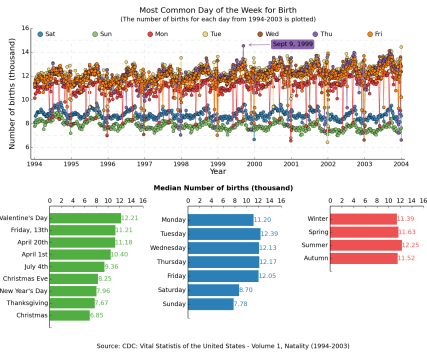 Most Common Day of the Week for Birth
(The number of births for each day from 1994-2003 is plotted)
Sat Sun Mon Tue Wed Thu Fri
Sept 9, 1999
Number of births (thousand)
16
14
12
10
8
6
1994 1995 1996 1997 1998 1999 2000 2001 2002 2003 2004
Year
Median Number of births (thousand)
0 2 4 6 8 10 12 14 16
Valentine's Day 12.21
Friday, 13th 11.21
April 20th 11.18
April 1st 10.40
July 4th 9.36
Christmas Eve 8.25
New Year's Day 7.96
Thanksgiving 7.67
Christmas 6.85
0 2 4 6 8 10 12 14 16
Monday 11.20
Tuesday 12.39
Wednesday 12.13
Thursday 12.17
Friday 12.05
Saturday 8.70
Sunday 7.78
0 2 4 6 8 10 12 14 16
Winter 11.39
Spring 11.63
Summer 12.25
Autumn 11.52
Source: CDC: Vital Statistis of the United States - Volume 1, Natality (1994-2003)